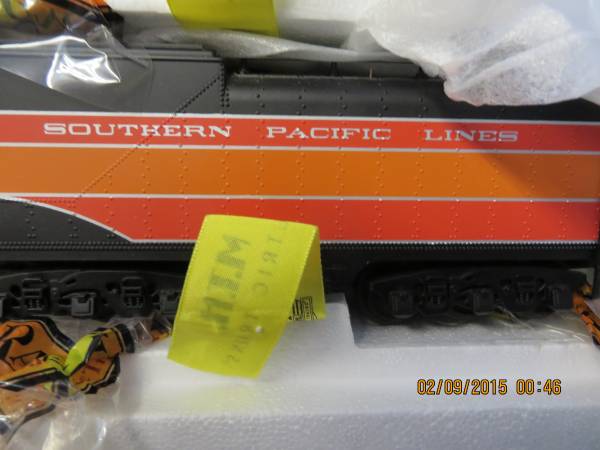 SOUTHERN PACIFIC LINES
M.T.H.
02/09/2015 00:46